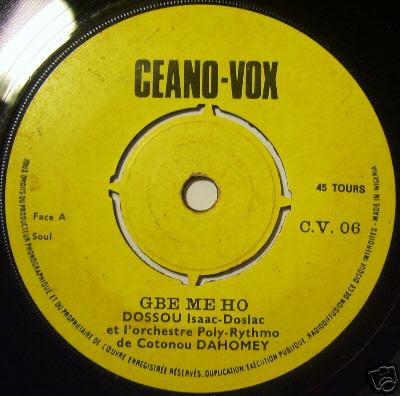 CEANO-VOX
45 TOURS
Face A
Soul
C.V. 06
GBE ME HO
DOSSOU Isaac-Doslac
et l'orchestre Poly-Rythmo
de Cotonou DAHOMEY
TOUS DROITS DU PRODUCTEUR PHONOGRAPHIQUE ET DU PROPRIETAIRE DE L'ŒUVRE ENREGISTRÉE RÉSERVÉS. DUPLICATION EXÉCUTION PUBLIQUE, RADIODIFFUSION DE CE DISQUE INTERDITES - MADE IN NIGERIA